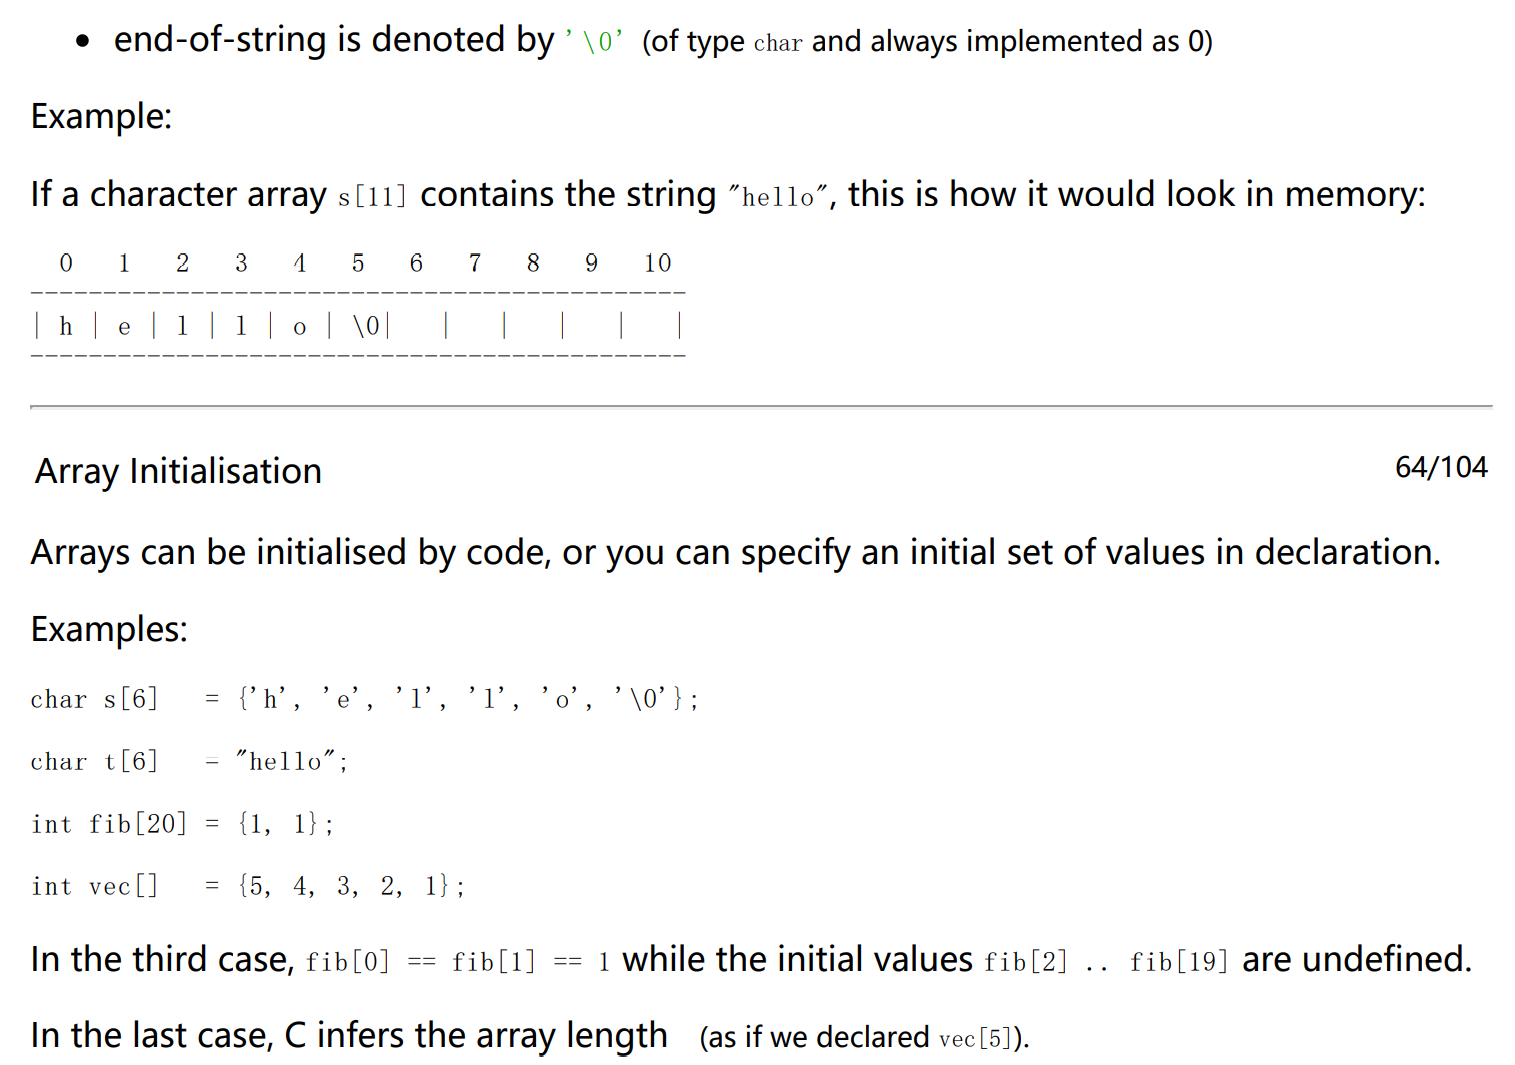 • end-of-string is denoted by '\0' (of type char and always implemented as 0)
Example:
If a character array s[11] contains the string "hello", this is how it would look in memory:
0 1 2 3 4 5 6 7 8 9 10
---------------------------------------------
| h | e | l | l | o | \0|   |   |   |   |   |
---------------------------------------------
Array Initialisation 64/104
Arrays can be initialised by code, or you can specify an initial set of values in declaration.
Examples:
char s[6]   = {'h', 'e', 'l', 'l', 'o', '\0'};
char t[6]   = "hello";
int fib[20] = {1, 1};
int vec[]   = {5, 4, 3, 2, 1};
In the third case, fib[0] == fib[1] == 1 while the initial values fib[2] .. fib[19] are undefined.
In the last case, C infers the array length (as if we declared vec[5]).